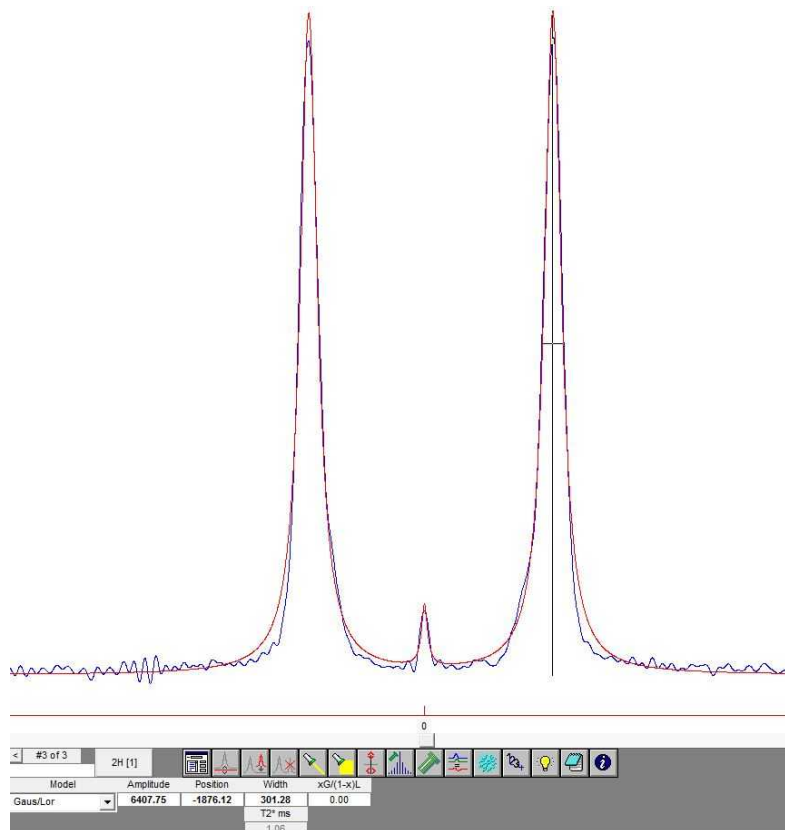 0
< #3 of 3 2H [1]
Model Amplitude Position Width xG/(1-x)L
Gaus/Lor 6407.75 -1876.12 301.28 0.00
T2* ms
1.06